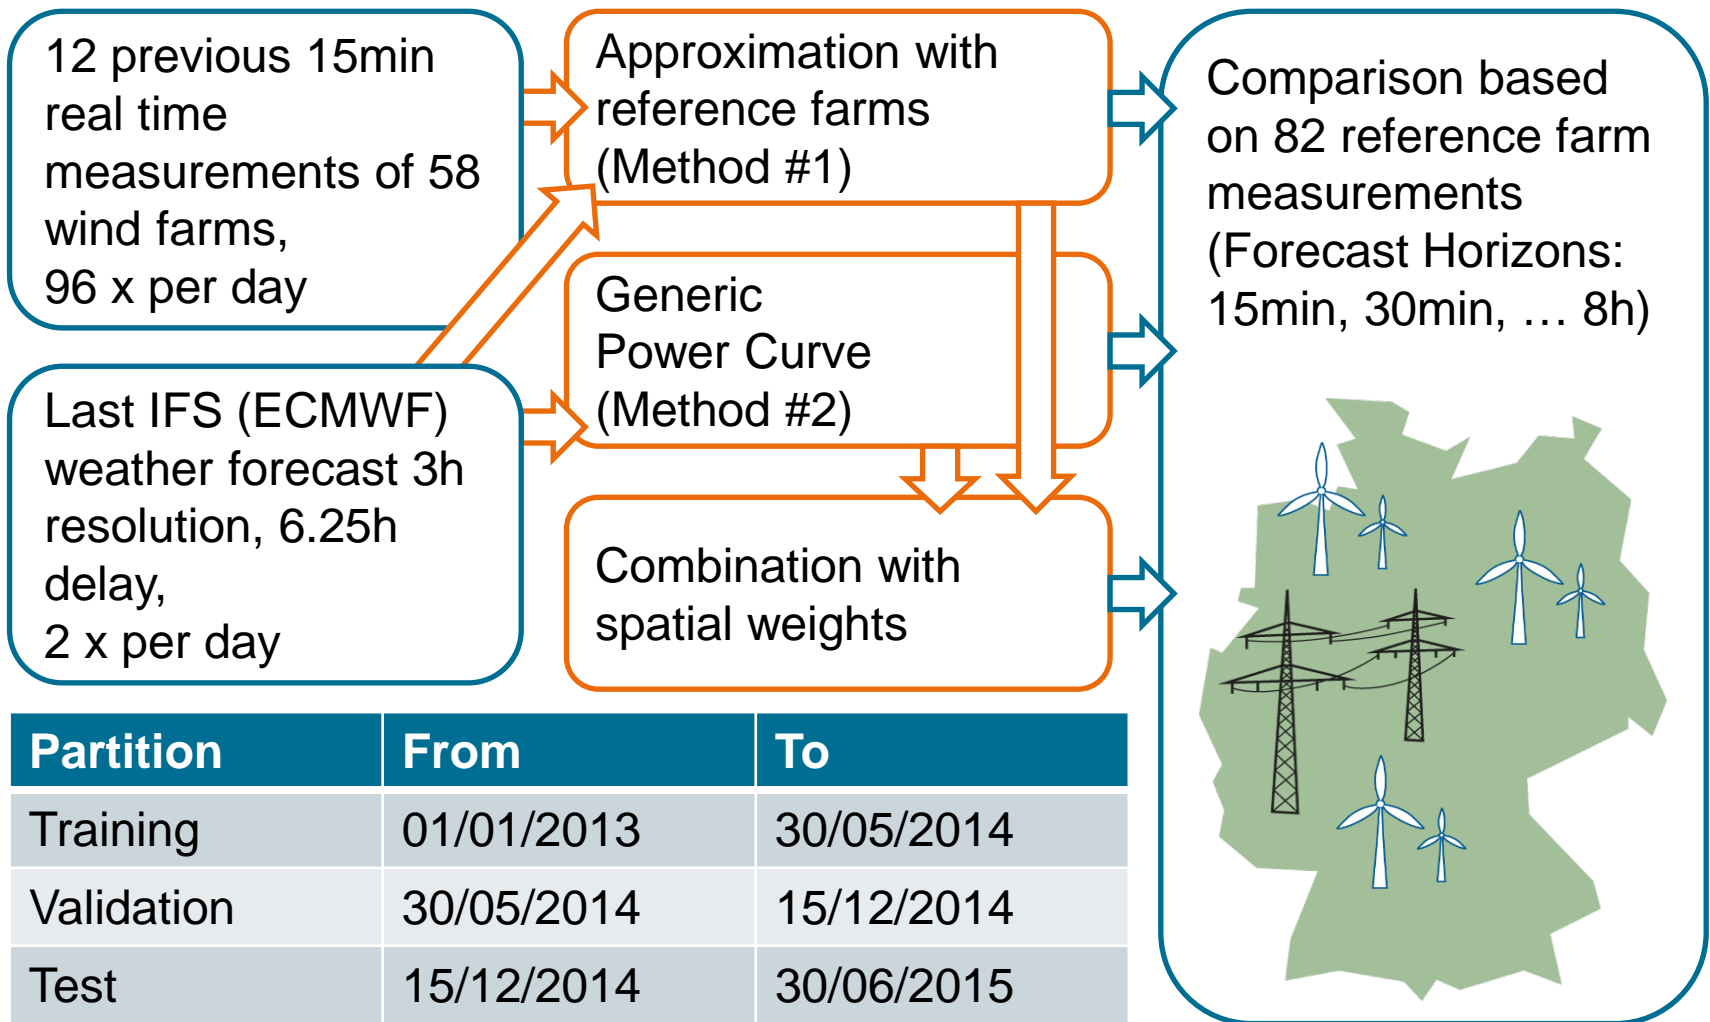 12 previous 15min
real time
measurements of 58
wind farms,
96 x per day
Last IFS (ECMWF)
weather forecast 3h
resolution, 6.25h
delay,
2 x per day
Approximation with
reference farms
(Method #1)
Generic
Power Curve
(Method #2)
Combination with
spatial weights
Comparison based
on 82 reference farm
measurements
(Forecast Horizons:
15min, 30min, … 8h)
Partition From To
Training 01/01/2013 30/05/2014
Validation 30/05/2014 15/12/2014
Test 15/12/2014 30/06/2015